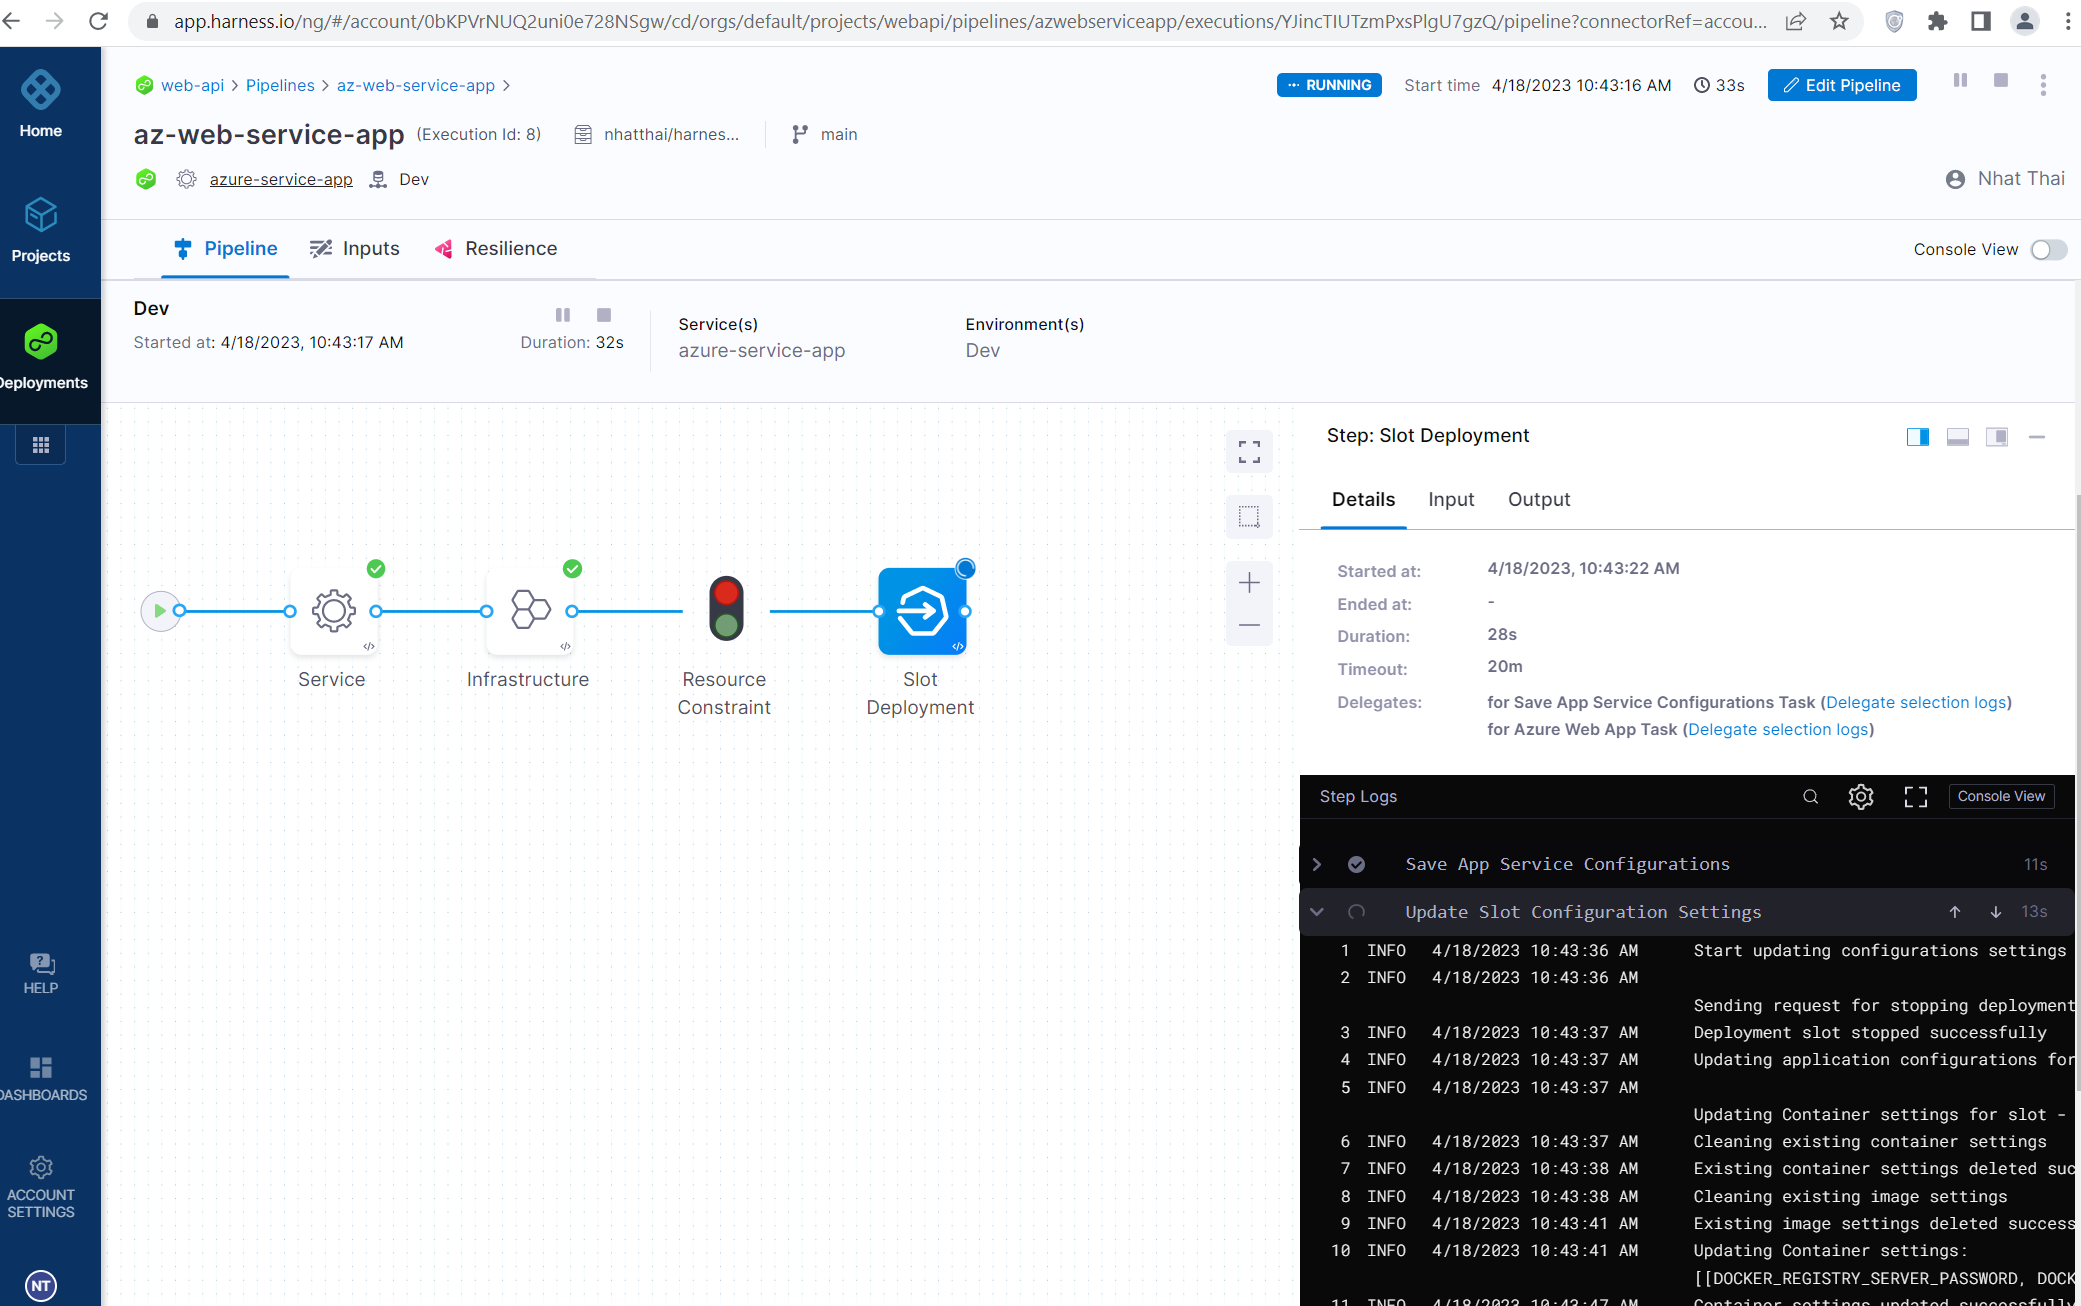 app.harness.io/ng/#/account/0bKPVrNUQ2uni0e728NSgw/cd/orgs/default/projects/webapi/pipelines/azwebserviceapp/executions/YJincTIUTzmPxsPlgU7gzQ/pipeline?connectorRef=accou...
Home
Projects
Deployments
HELP
DASHBOARDS
ACCOUNT
SETTINGS
NT
web-api > Pipelines > az-web-service-app >
RUNNING Start time 4/18/2023 10:43:16 AM 33s Edit Pipeline
az-web-service-app (Execution Id: 8) nhatthai/harnes... main
azure-service-app Dev
Nhat Thai
Pipeline Inputs Resilience
Console View
Dev
Started at: 4/18/2023, 10:43:17 AM
Duration: 32s
Service(s)
azure-service-app
Environment(s)
Dev
Service
Infrastructure
Resource
Constraint
Slot
Deployment
Step: Slot Deployment
Details Input Output
Started at: 4/18/2023, 10:43:22 AM
Ended at: -
Duration: 28s
Timeout: 20m
Delegates: for Save App Service Configurations Task (Delegate selection logs)
for Azure Web App Task (Delegate selection logs)
Step Logs Console View
Save App Service Configurations 11s
Update Slot Configuration Settings 13s
1 INFO 4/18/2023 10:43:36 AM Start updating configurations settings
2 INFO 4/18/2023 10:43:36 AM
Sending request for stopping deployment
3 INFO 4/18/2023 10:43:37 AM Deployment slot stopped successfully
4 INFO 4/18/2023 10:43:37 AM Updating application configurations for
5 INFO 4/18/2023 10:43:37 AM
Updating Container settings for slot -
6 INFO 4/18/2023 10:43:37 AM Cleaning existing container settings
7 INFO 4/18/2023 10:43:38 AM Existing container settings deleted suc
8 INFO 4/18/2023 10:43:38 AM Cleaning existing image settings
9 INFO 4/18/2023 10:43:41 AM Existing image settings deleted success
10 INFO 4/18/2023 10:43:41 AM Updating Container settings:
[[DOCKER_REGISTRY_SERVER_PASSWORD, DOCK
11 INFO 4/18/2023 10:43:47 AM Container settings updated successfully